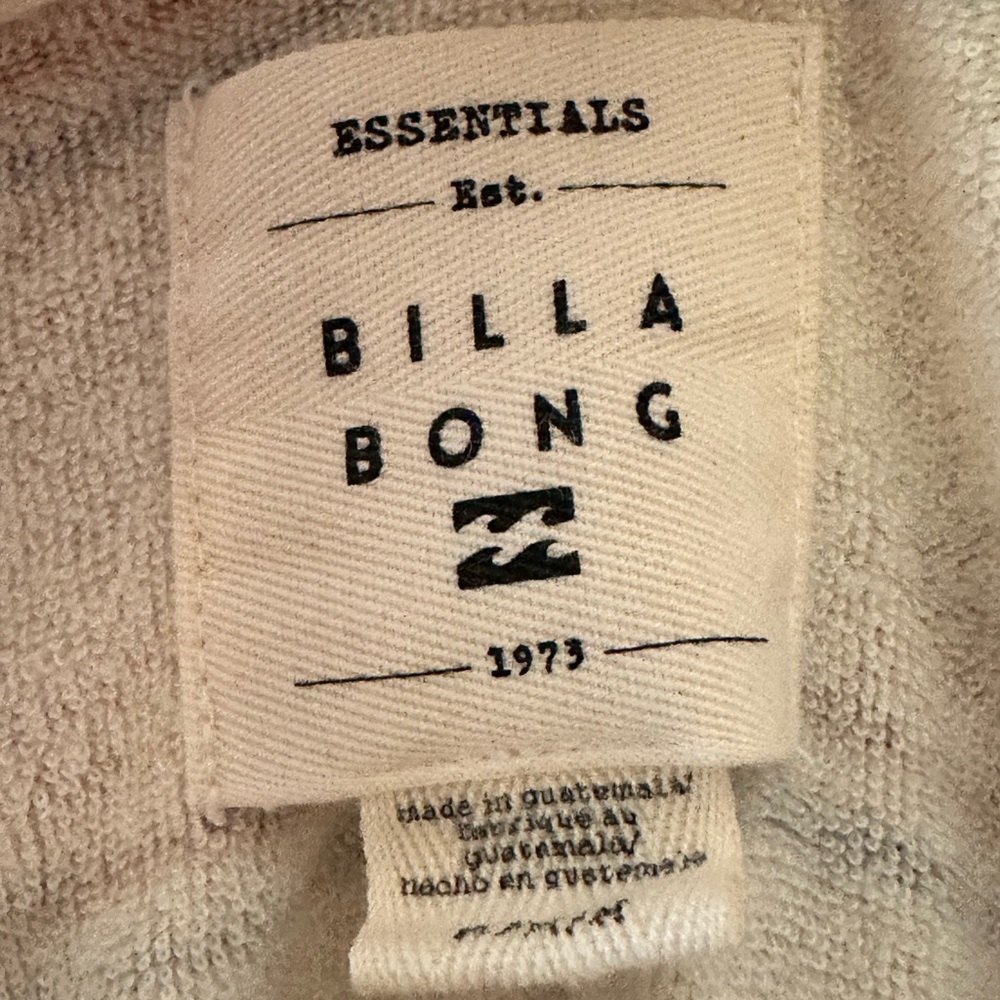 ESSENTIALS
Est.
BILLA
BONG
1973
made in guatemala/
fabriqué au
guatemala/
hecho en guatemala